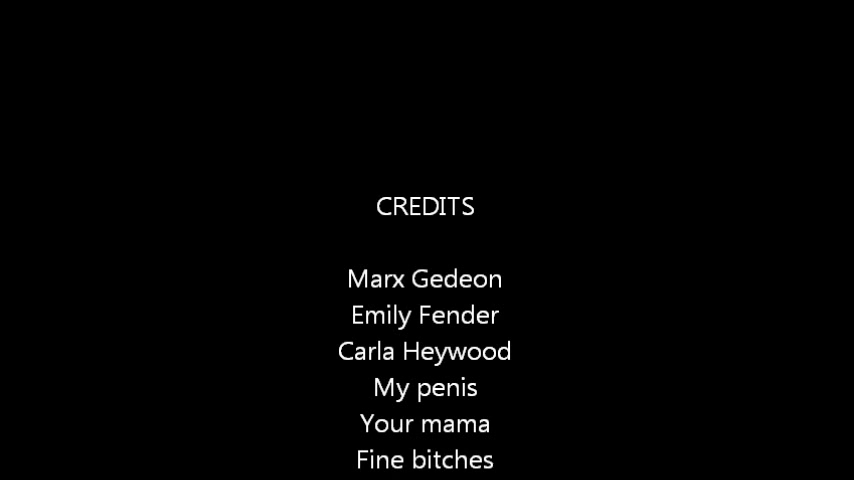 CREDITS
Marx Gedeon
Emily Fender
Carla Heywood
My penis
Your mama
Fine bitches